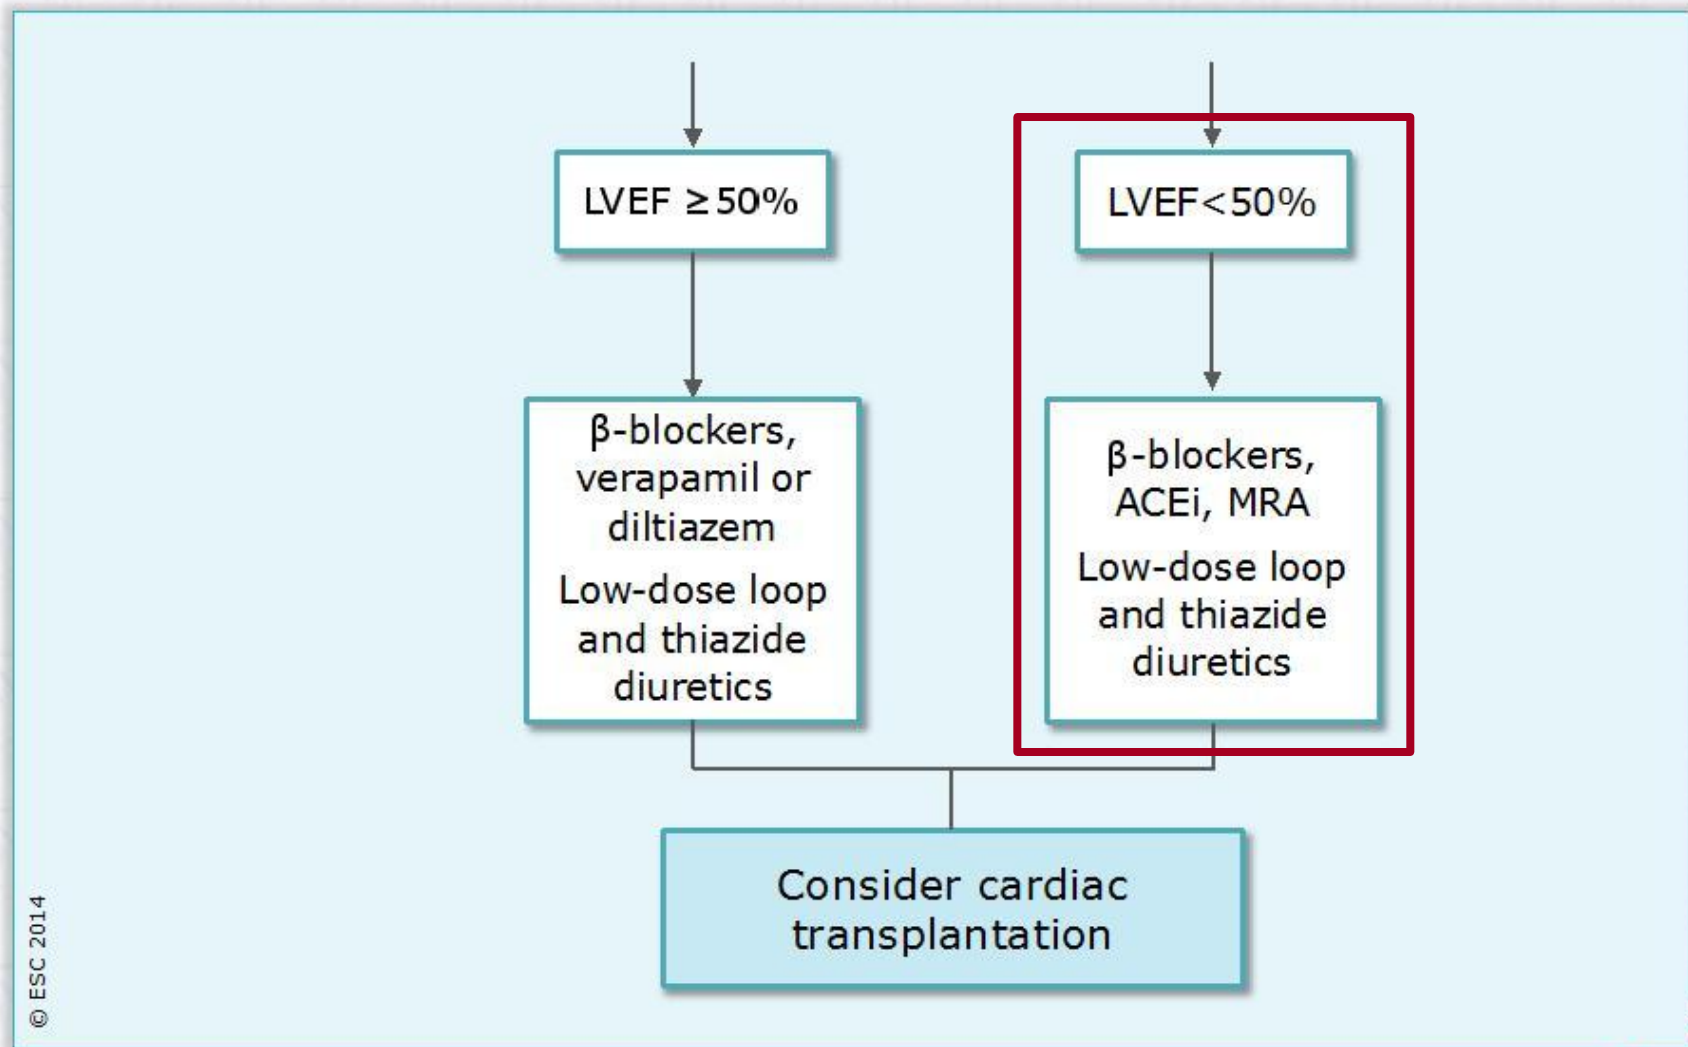 LVEF ≥50%
LVEF<50%
β-blockers,
verapamil or
diltiazem
Low-dose loop
and thiazide
diuretics
β-blockers,
ACEi, MRA
Low-dose loop
and thiazide
diuretics
Consider cardiac
transplantation
© ESC 2014